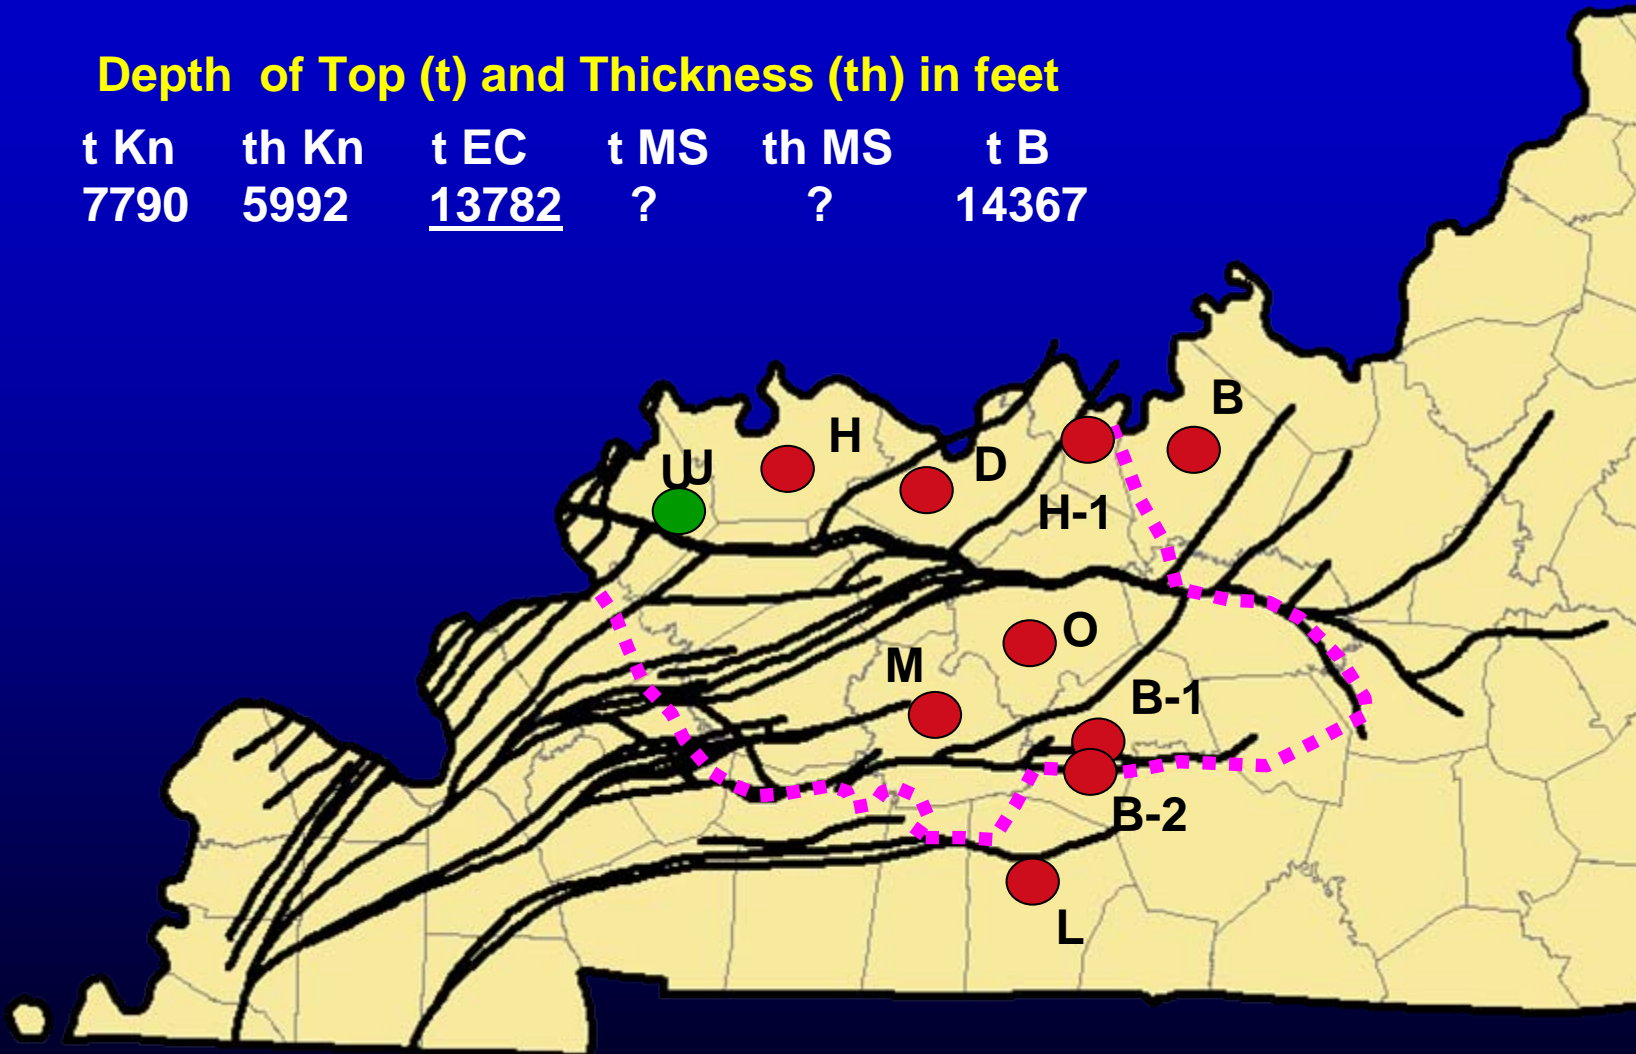 Depth of Top (t) and Thickness (th) in feet
t Kn th Kn t EC t MS th MS t B
7790 5992 13782 ? ? 14367
B
H
D
U U
H-1
O
M
B-1
B-2
L